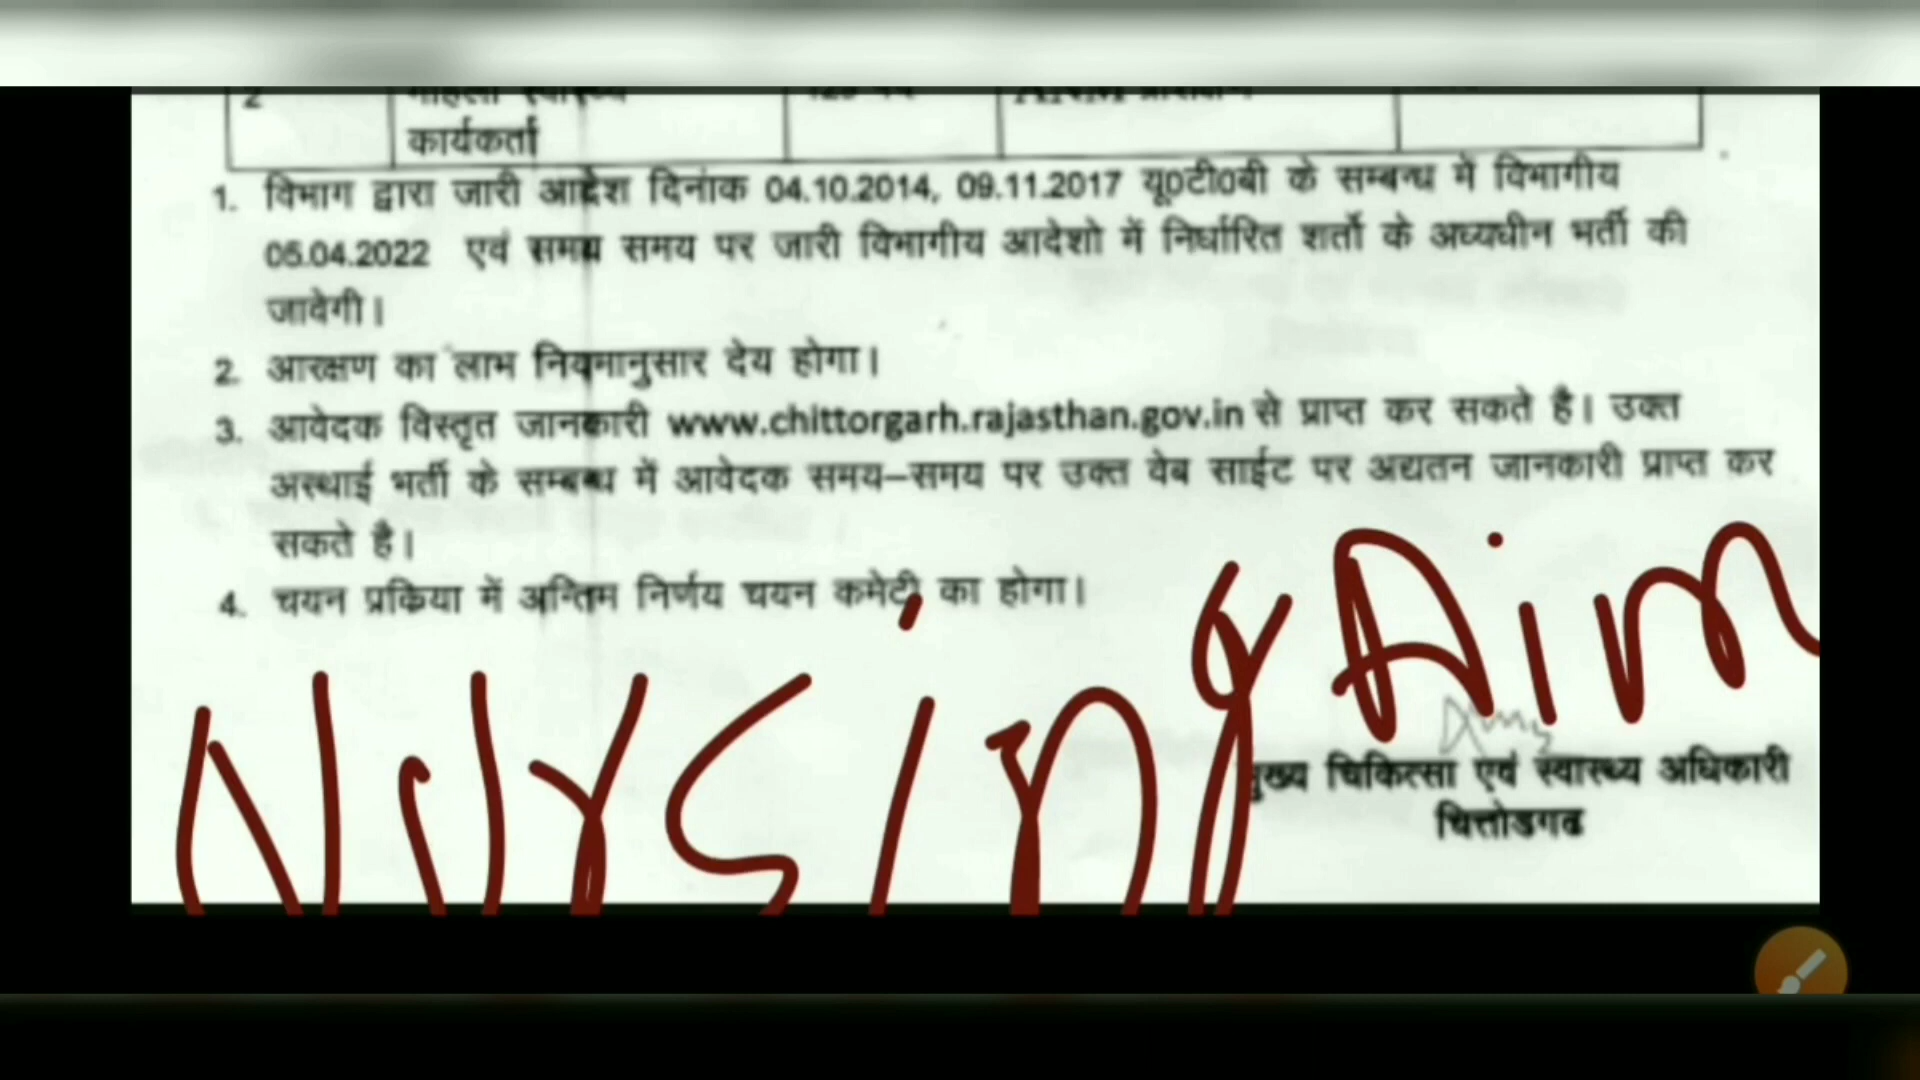 2
कार्यकर्ता
1. विभाग द्वारा जारी आदेश दिनांक 04.10.2014, 09.11.2017 यू0टी0बी के सम्बन्ध में विभागीय
05.04.2022 एवं समय समय पर जारी विभागीय आदेशो में निर्धारित शर्तो के अध्यधीन भर्ती की
जावेगी।
2. आरक्षण का लाभ नियमानुसार देय होगा।
3. आवेदक विस्तृत जानकारी www.chittorgarh.rajasthan.gov.in से प्राप्त कर सकते है। उक्त
अस्थाई भर्ती के सम्बन्ध में आवेदक समय–समय पर उक्त वेब साईट पर अद्यतन जानकारी प्राप्त कर
सकते है।
4. चयन प्रकिया में अन्तिम निर्णय चयन कमेटी का होगा।
Nursing Aim
मुख्य चिकित्सा एवं स्वास्थ्य अधिकारी
चित्तोडगढ